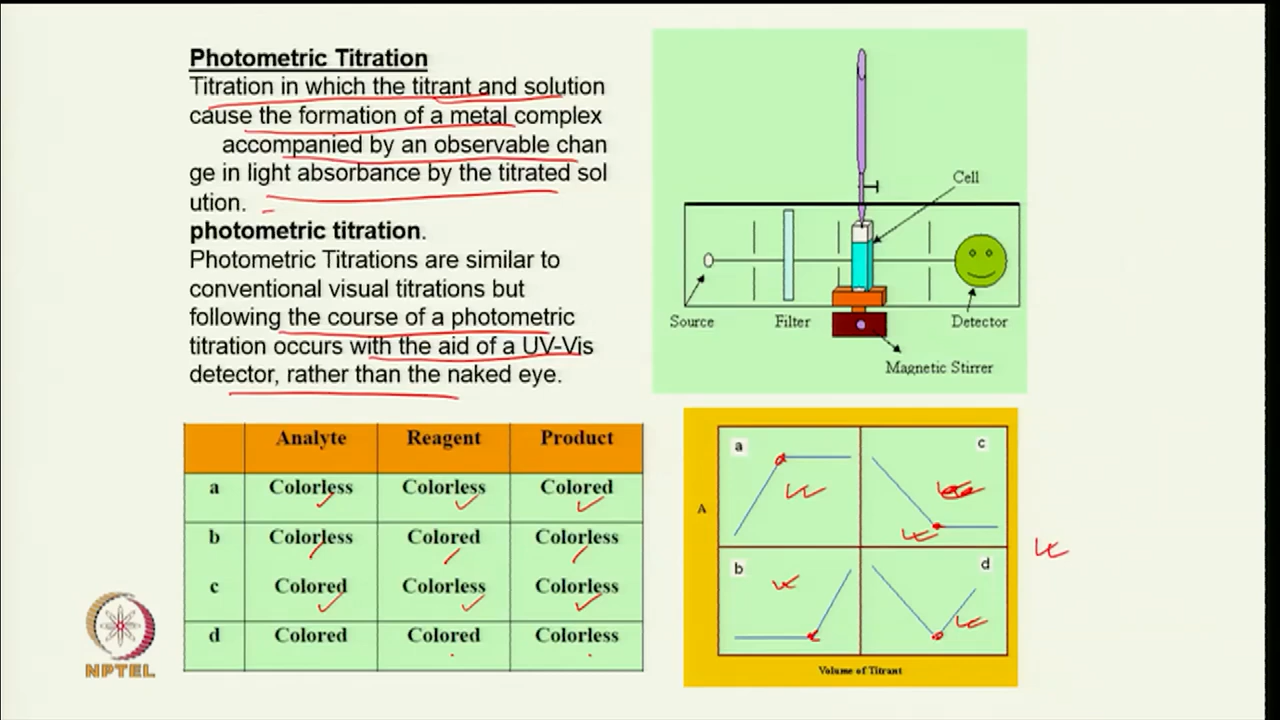 Photometric Titration
Titration in which the titrant and solution
cause the formation of a metal complex
accompanied by an observable chan
ge in light absorbance by the titrated sol
ution.
photometric titration.
Photometric Titrations are similar to
conventional visual titrations but
following the course of a photometric
titration occurs with the aid of a UV-Vis
detector, rather than the naked eye.
Cell
Source
Filter
Detector
Magnetic Stirrer
Analyte Reagent Product
a Colorless Colorless Colored
b Colorless Colored Colorless
c Colored Colorless Colorless
d Colored Colored Colorless
a
c
A
b
d
Volume of Titrant
NPTEL